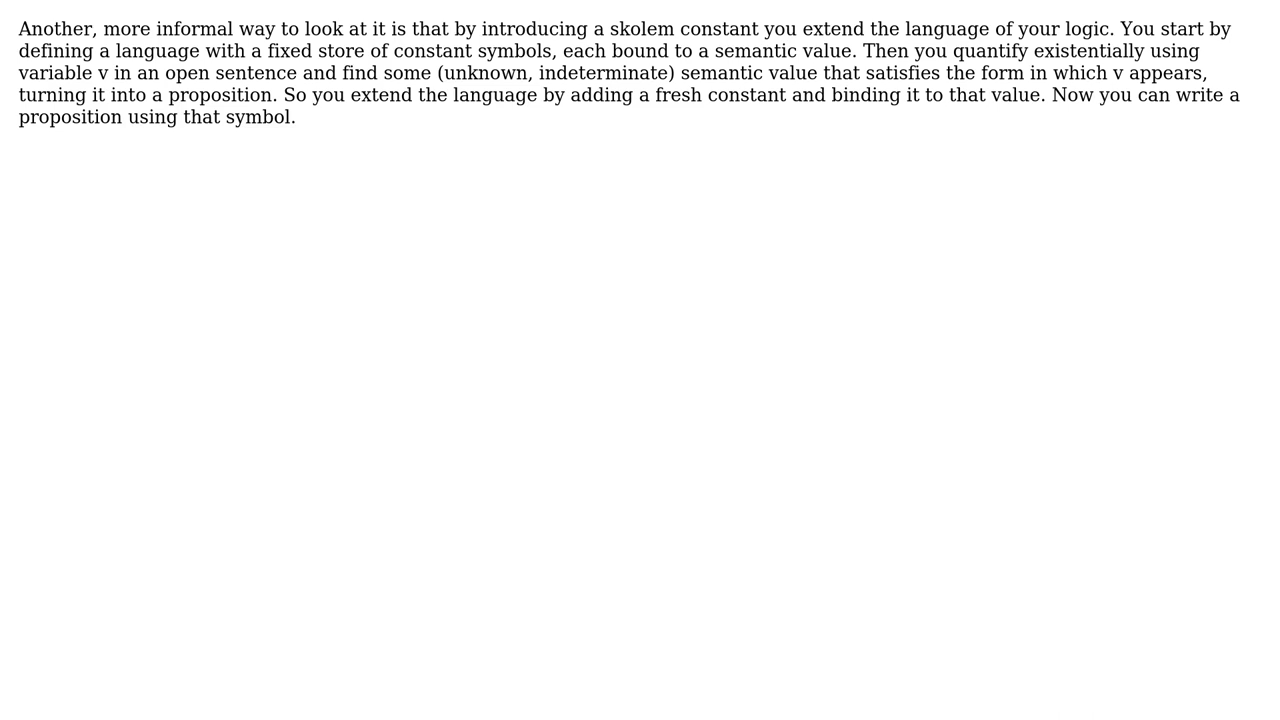 Another, more informal way to look at it is that by introducing a skolem constant you extend the language of your logic. You start by
defining a language with a fixed store of constant symbols, each bound to a semantic value. Then you quantify existentially using
variable v in an open sentence and find some (unknown, indeterminate) semantic value that satisfies the form in which v appears,
turning it into a proposition. So you extend the language by adding a fresh constant and binding it to that value. Now you can write a
proposition using that symbol.